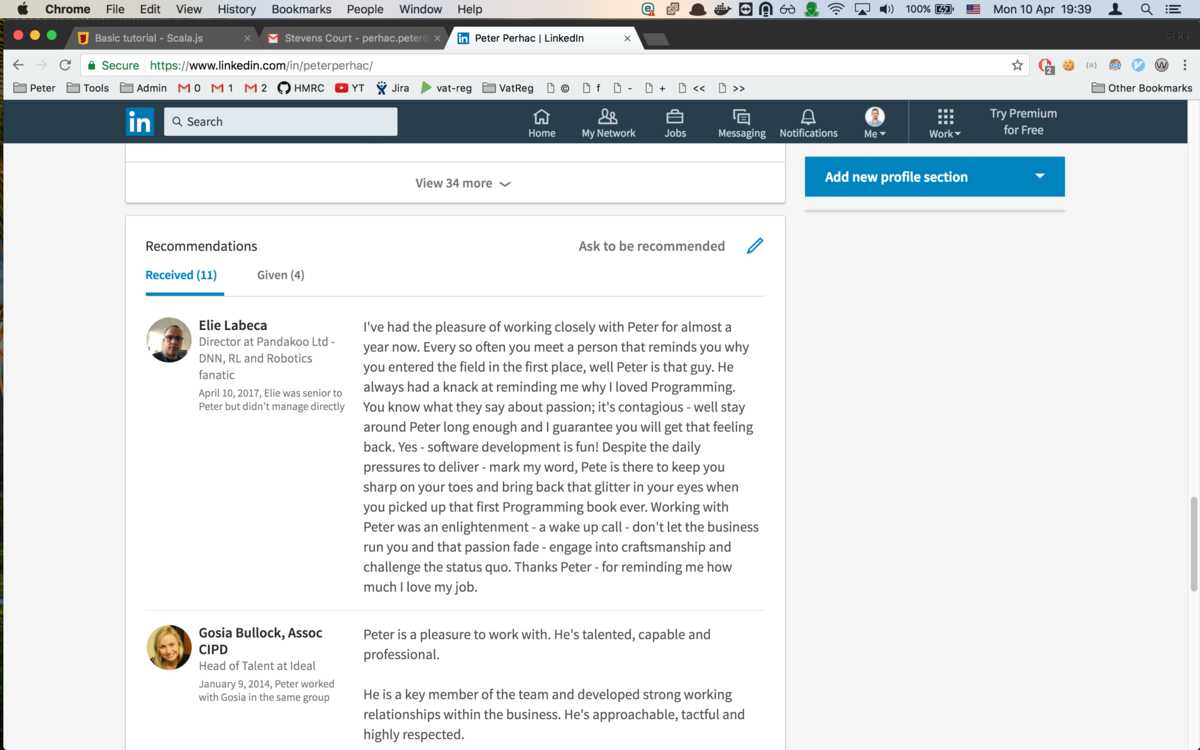 Chrome File Edit View History Bookmarks People Window Help 100% Mon 10 Apr 19:39
Basic tutorial - Scala.js
Stevens Court - perhac.peter@
Peter Perhac | LinkedIn
Secure https://www.linkedin.com/in/peterperhac/
Peter Tools Admin M 0 M 1 M 2 HMRC YT Jira vat-reg VatReg © f - + << >> Other Bookmarks
in Search Home My Network Jobs Messaging Notifications Me Work Try Premium
for Free
View 34 more
Add new profile section
Recommendations
Ask to be recommended
Received (11) Given (4)
Elie Labeca
Director at Pandakoo Ltd -
DNN, RL and Robotics
fanatic
April 10, 2017, Elie was senior to
Peter but didn't manage directly
I've had the pleasure of working closely with Peter for almost a
year now. Every so often you meet a person that reminds you why
you entered the field in the first place, well Peter is that guy. He
always had a knack at reminding me why I loved Programming.
You know what they say about passion; it's contagious - well stay
around Peter long enough and I guarantee you will get that feeling
back. Yes - software development is fun! Despite the daily
pressures to deliver - mark my word, Pete is there to keep you
sharp on your toes and bring back that glitter in your eyes when
you picked up that first Programming book ever. Working with
Peter was an enlightenment - a wake up call - don't let the business
run you and that passion fade - engage into craftsmanship and
challenge the status quo. Thanks Peter - for reminding me how
much I love my job.
Gosia Bullock, Assoc
CIPD
Head of Talent at Ideal
January 9, 2014, Peter worked
with Gosia in the same group
Peter is a pleasure to work with. He's talented, capable and
professional.
He is a key member of the team and developed strong working
relationships within the business. He's approachable, tactful and
highly respected.